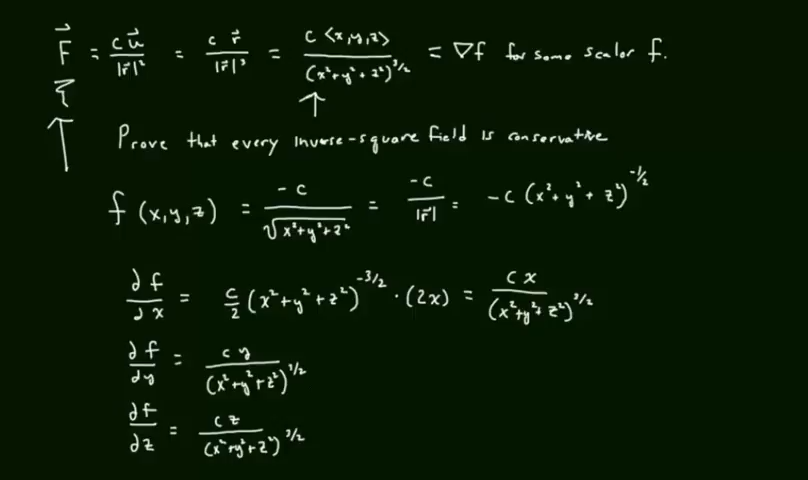 F⃗ = c u⃗ / |r⃗|² = c r⃗ / |r⃗|³ = c <x,y,z> / (x²+y²+z²)^3/2 = ∇f for some scalar f.
Prove that every inverse-square field is conservative
f(x,y,z) = -c / √x²+y²+z² = -c / |r⃗| = -c (x²+y²+z²)^-1/2
∂f/∂x = c/2 (x²+y²+z²)^-3/2 · (2x) = cx / (x²+y²+z²)^3/2
∂f/∂y = cy / (x²+y²+z²)^3/2
∂f/∂z = cz / (x²+y²+z²)^3/2